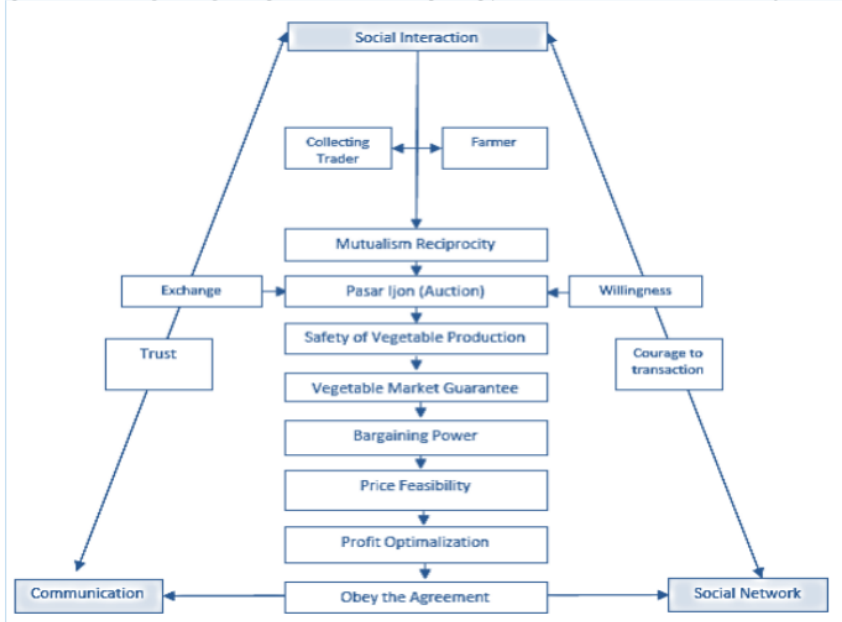 Social Interaction
Collecting
Trader
Farmer
Mutualism Reciprocity
Exchange
Pasar Ijon (Auction)
Willingness
Safety of Vegetable Production
Trust
Courage to
transaction
Vegetable Market Guarantee
Bargaining Power
Price Feasibility
Profit Optimalization
Communication
Obey the Agreement
Social Network